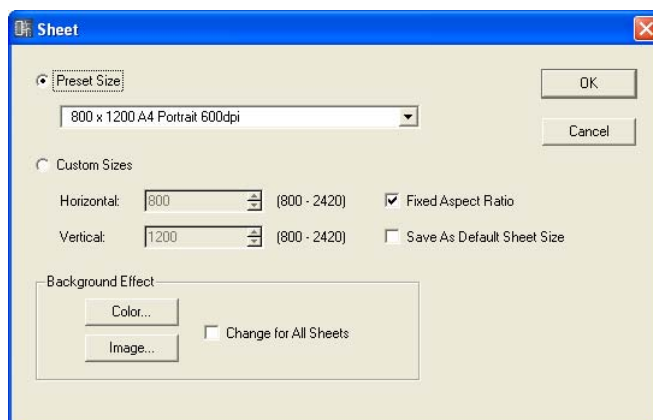 Sheet
Preset Size
OK
800 x 1200 A4 Portrait 600dpi
Cancel
Custom Sizes
Horizontal: 800 (800 - 2420) Fixed Aspect Ratio
Vertical: 1200 (800 - 2420) Save As Default Sheet Size
Background Effect
Color...
Change for All Sheets
Image...